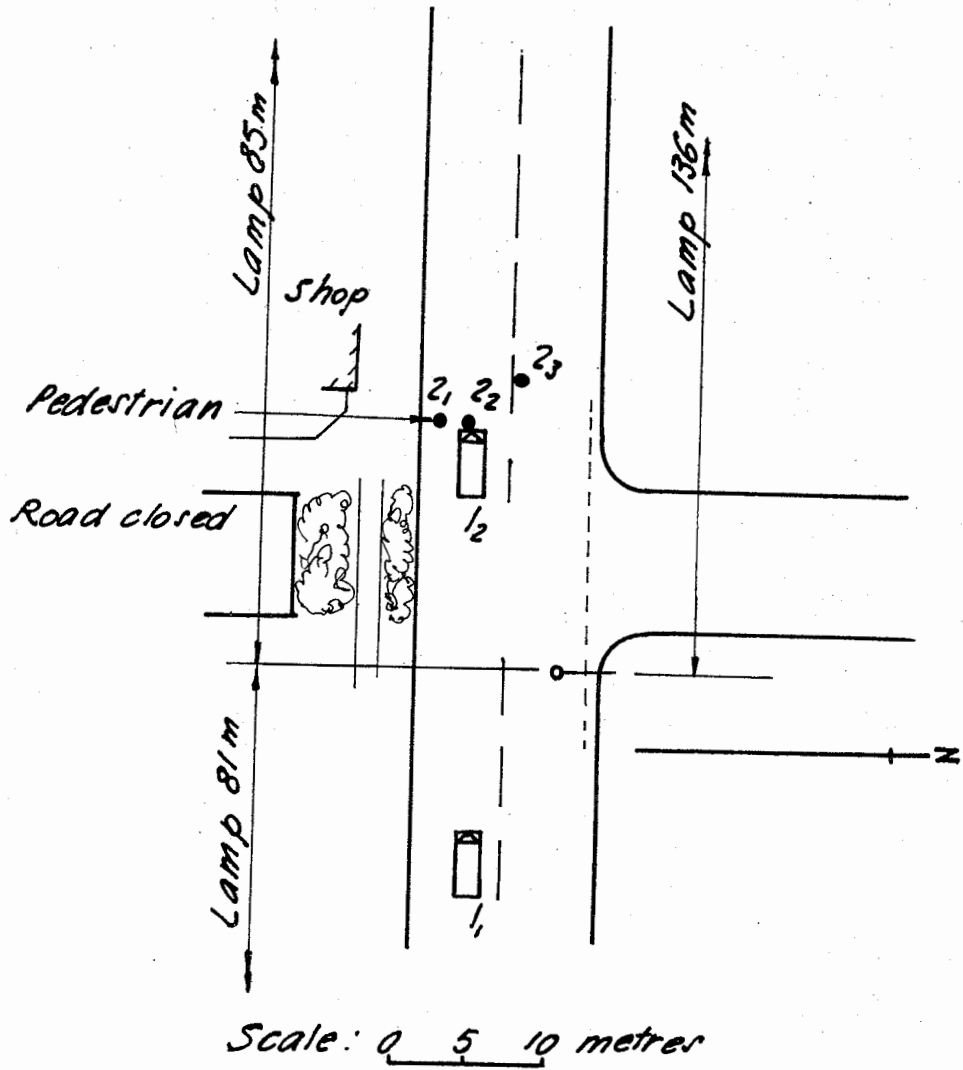 Lamp 85m
Lamp 136m
Shop
Pedestrian
2₁
2₂
2₃
Road closed
1₂
N
Lamp 81m
1₁
Scale: 0 5 10 metres